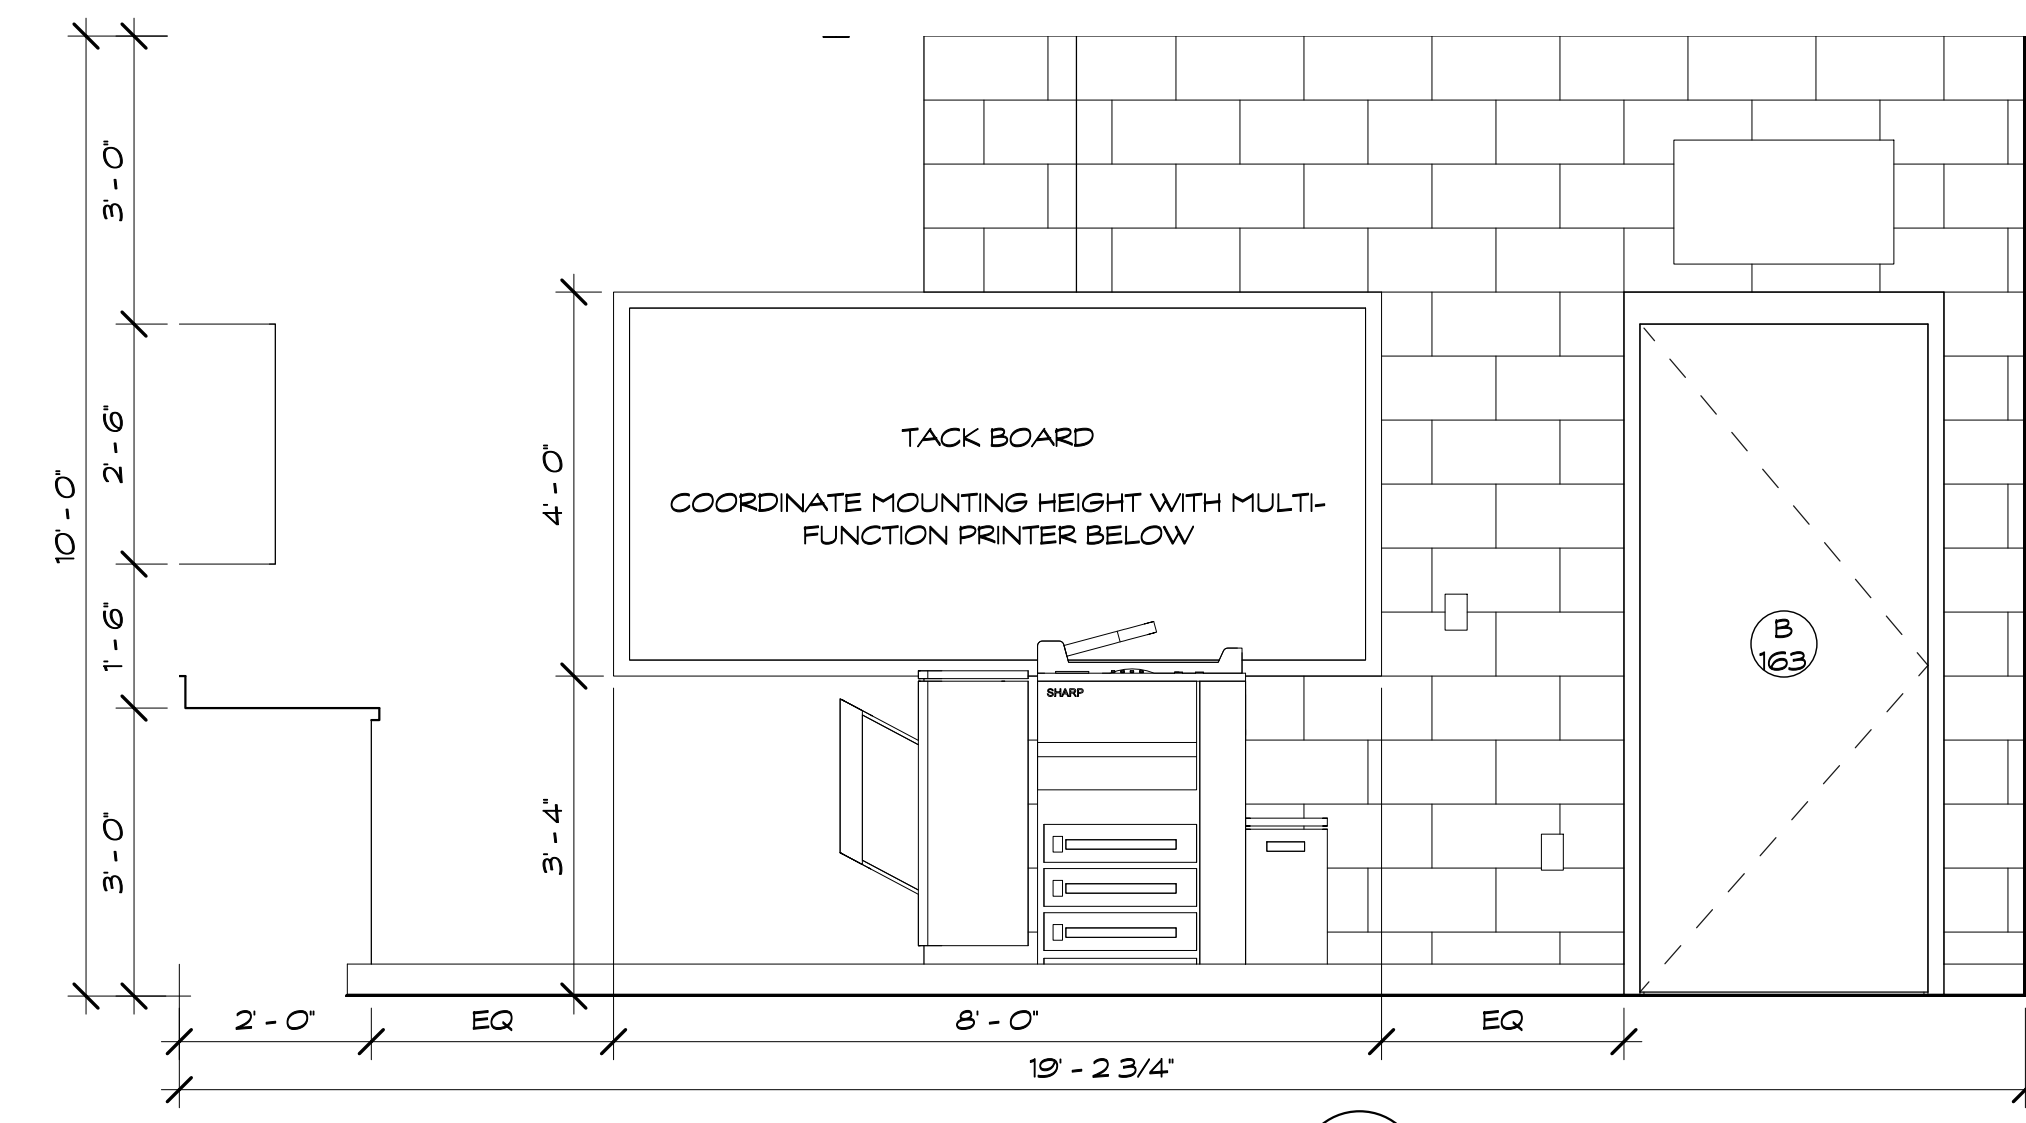 3' - 0"
2' - 6"
10' - 0"
1' - 6"
3' - 0"
4' - 0"
3' - 4"
TACK BOARD
COORDINATE MOUNTING HEIGHT WITH MULTI-
FUNCTION PRINTER BELOW
SHARP
B
163
2' - 0"
EQ
8' - 0"
EQ
19' - 2 3/4"